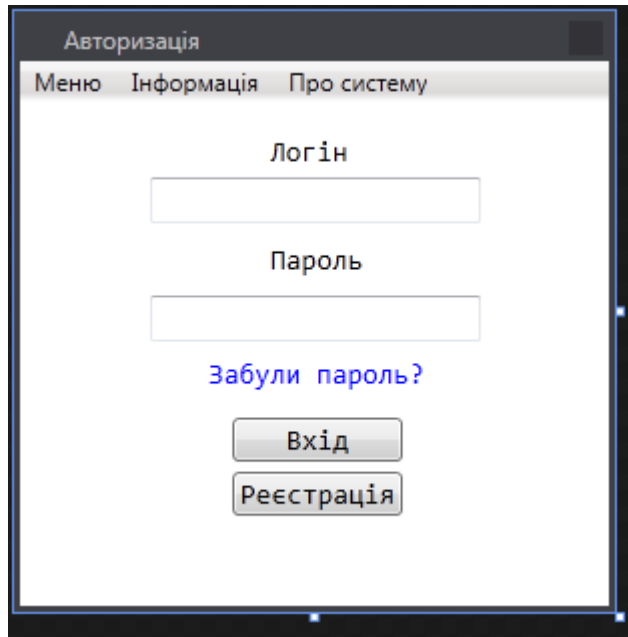 Авторизація
Меню Інформація Про систему
Логін
Пароль
Забули пароль?
Вхід
Реєстрація